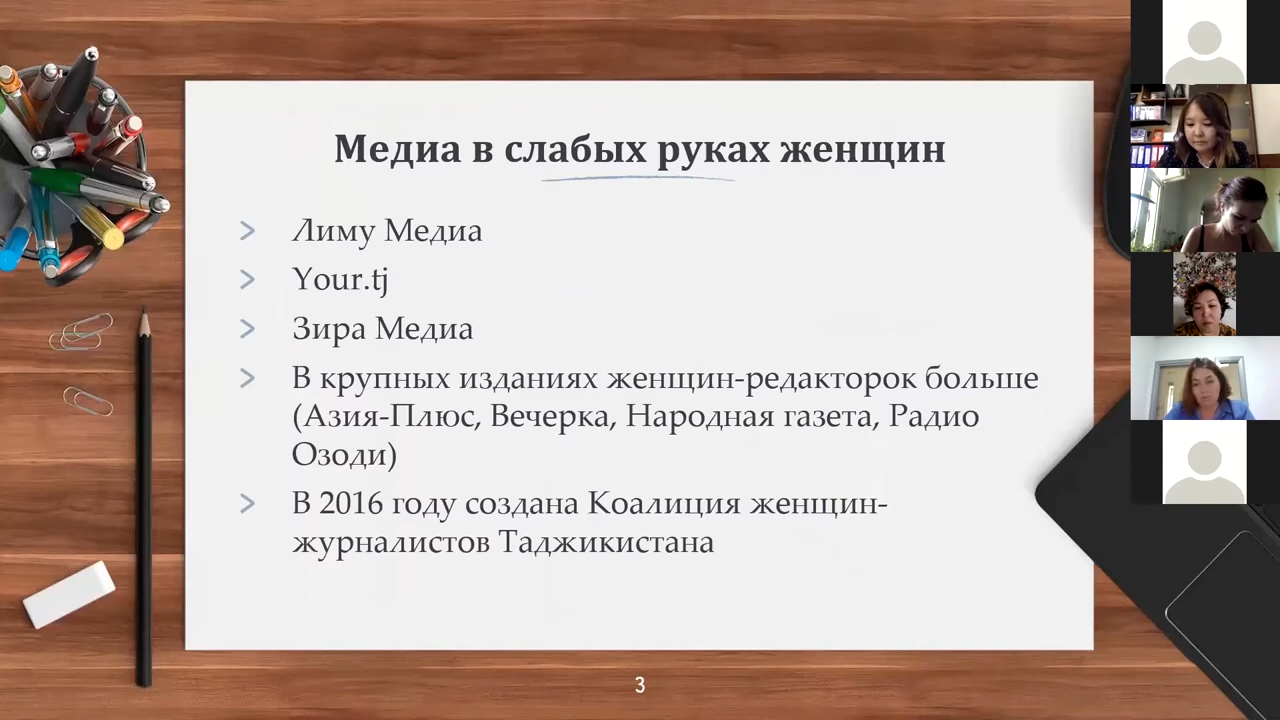 Медиа в слабых руках женщин
> Лиму Медиа
> Your.tj
> Зира Медиа
> В крупных изданиях женщин-редакторок больше
(Азия-Плюс, Вечерка, Народная газета, Радио
Озоди)
> В 2016 году создана Коалиция женщин-
журналистов Таджикистана
3